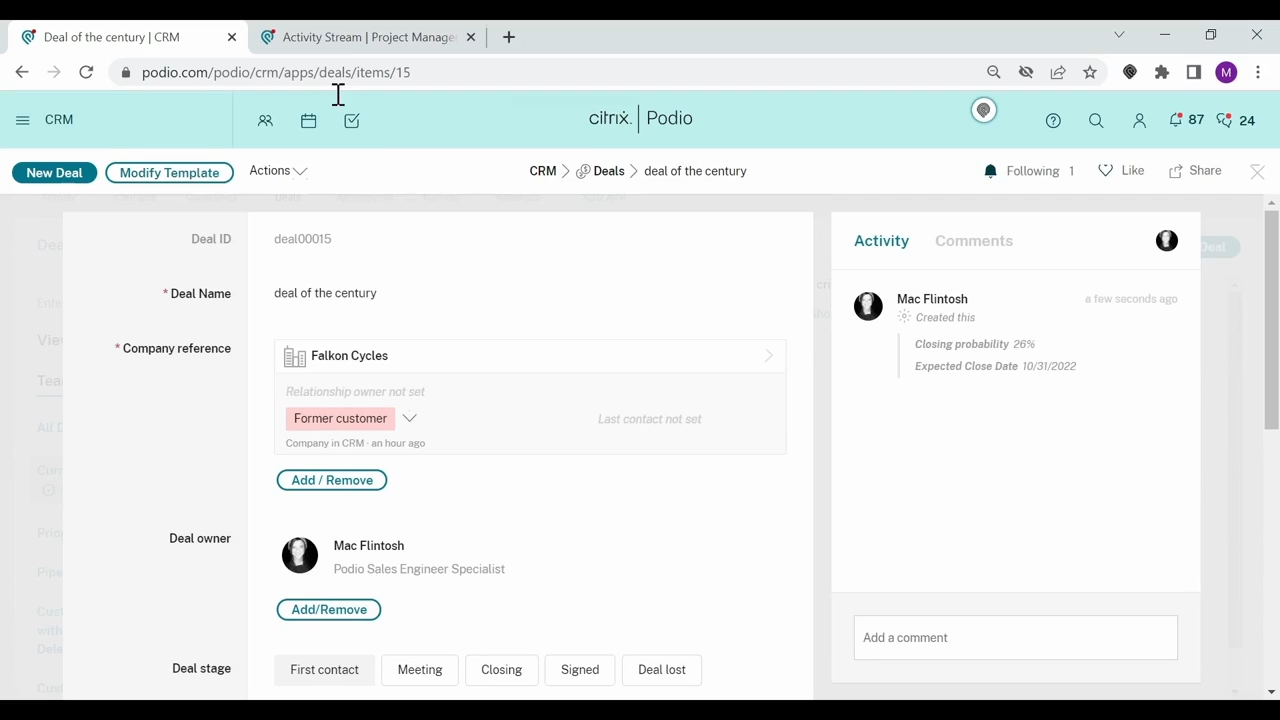 Deal of the century | CRM
Activity Stream | Project Manage
podio.com/podio/crm/apps/deals/items/15
M
CRM
citrix. | Podio
87
24
New Deal
Modify Template
Actions
CRM
Deals
deal of the century
Following 1
Like
Share
Deal ID
deal00015
* Deal Name
deal of the century
* Company reference
Falkon Cycles
Relationship owner not set
Former customer
Last contact not set
Company in CRM · an hour ago
Add / Remove
Deal owner
Mac Flintosh
Podio Sales Engineer Specialist
Add/Remove
Deal stage
First contact
Meeting
Closing
Signed
Deal lost
Activity
Comments
Mac Flintosh
a few seconds ago
Created this
Closing probability 26%
Expected Close Date 10/31/2022
Add a comment